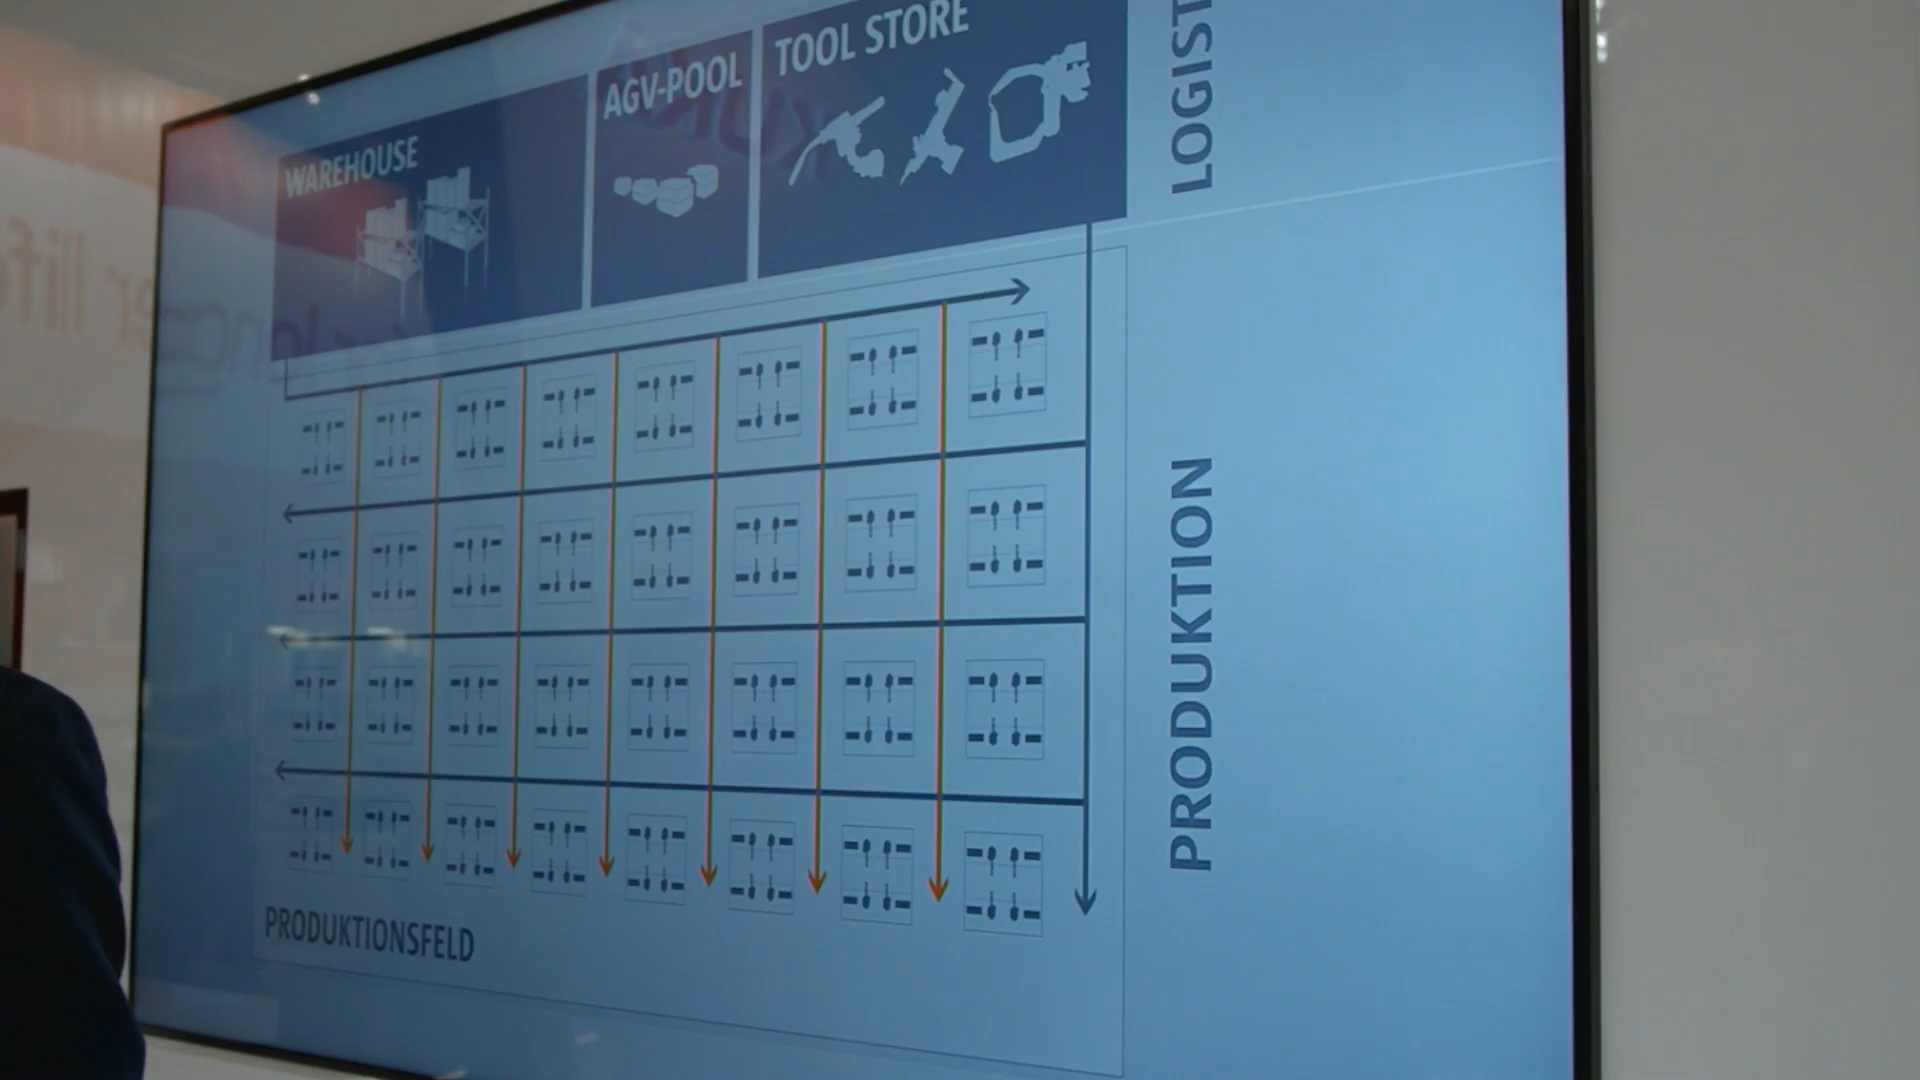 WAREHOUSE
AGV-POOL
TOOL STORE
LOGIST
PRODUKTION
PRODUKTIONSFELD